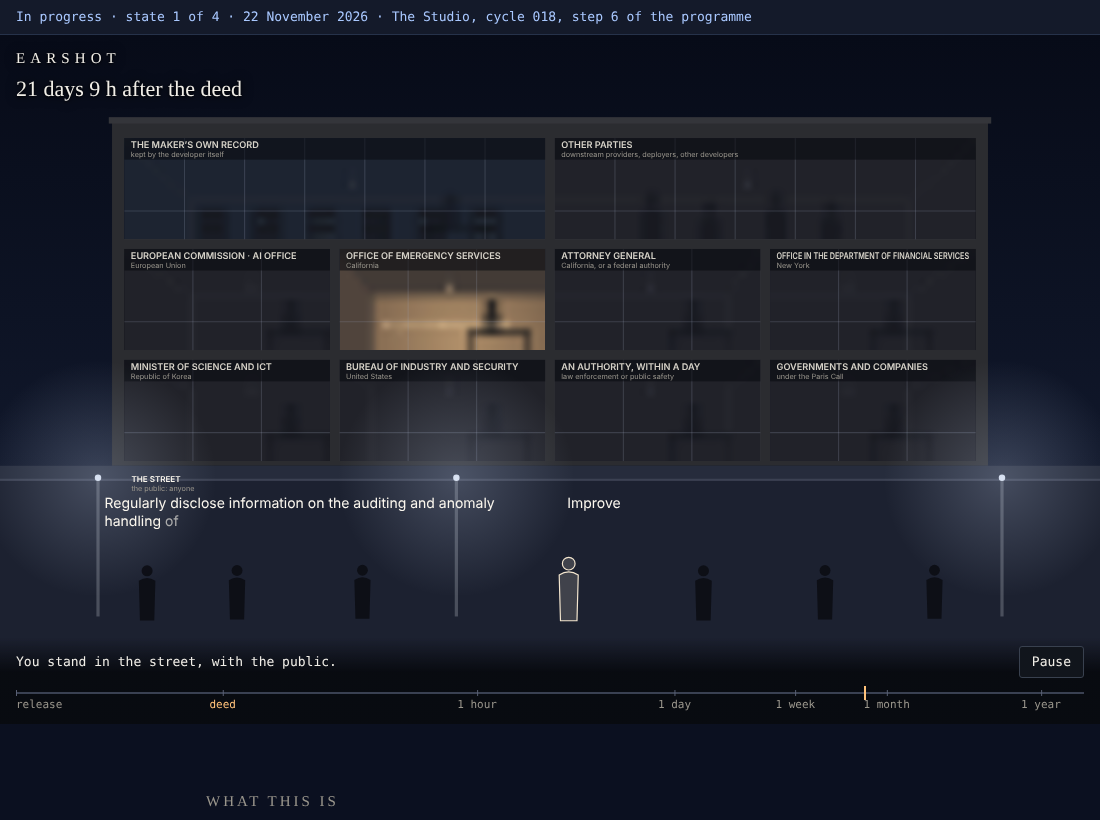 In progress · state 1 of 4 · 22 November 2026 · The Studio, cycle 018, step 6 of the programme
EARSHOT
21 days 9 h after the deed
THE MAKER'S OWN RECORD
kept by the developer itself
OTHER PARTIES
downstream providers, deployers, other developers
EUROPEAN COMMISSION · AI OFFICE
European Union
OFFICE OF EMERGENCY SERVICES
California
ATTORNEY GENERAL
California, or a federal authority
OFFICE IN THE DEPARTMENT OF FINANCIAL SERVICES
New York
MINISTER OF SCIENCE AND ICT
Republic of Korea
BUREAU OF INDUSTRY AND SECURITY
United States
AN AUTHORITY, WITHIN A DAY
law enforcement or public safety
GOVERNMENTS AND COMPANIES
under the Paris Call
THE STREET
the public: anyone
Regularly disclose information on the auditing and anomaly
handling of
Improve
You stand in the street, with the public.
Pause
release
deed
1 hour
1 day
1 week
1 month
1 year
WHAT THIS IS